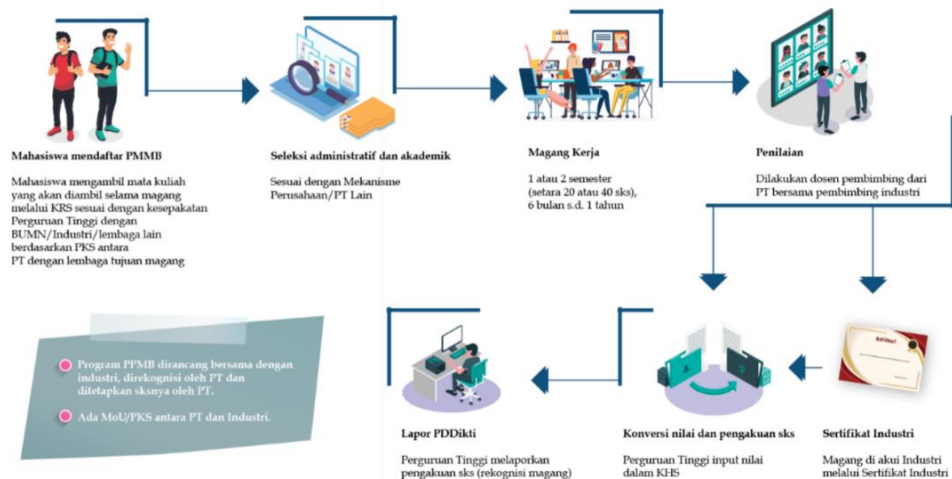 Mahasiswa mendaftar PMMB
Mahasiswa mengambil mata kuliah
yang akan diambil selama magang
melalui KRS sesuai dengan kesepakatan
Perguruan Tinggi dengan
BUMN/Industri/lembaga lain
berdasarkan PKS antara
PT dengan lembaga tujuan magang
Seleksi administratif dan akademik
Sesuai dengan Mekanisme
Perusahaan/PT Lain
Magang Kerja
1 atau 2 semester
(setara 20 atau 40 sks),
6 bulan s.d. 1 tahun
Penilaian
Dilakukan dosen pembimbing dari
PT bersama pembimbing industri
Program PPMB dirancang bersama dengan
industri, direkognisi oleh PT dan
ditetapkan sksnya oleh PT.
Ada MoU/PKS antara PT dan Industri.
Lapor PDDikti
Perguruan Tinggi melaporkan
pengakuan sks (rekognisi magang)
Konversi nilai dan pengakuan sks
Perguruan Tinggi input nilai
dalam KHS
Sertifikat Industri
Magang di akui Industri
melalui Sertifikat Industri